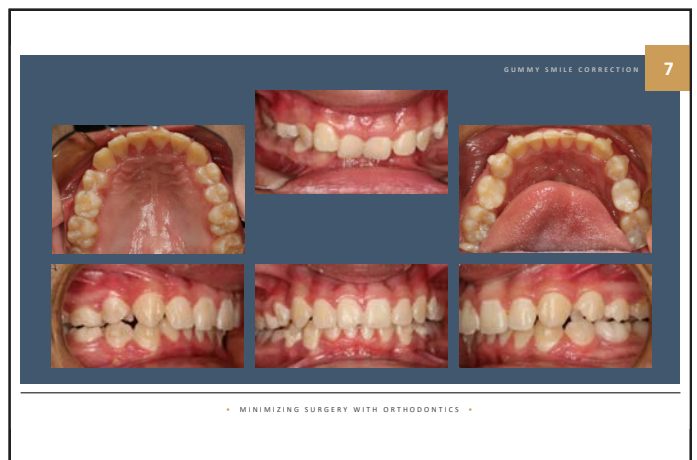 GUMMY SMILE CORRECTION
7
• MINIMIZING SURGERY WITH ORTHODONTICS •